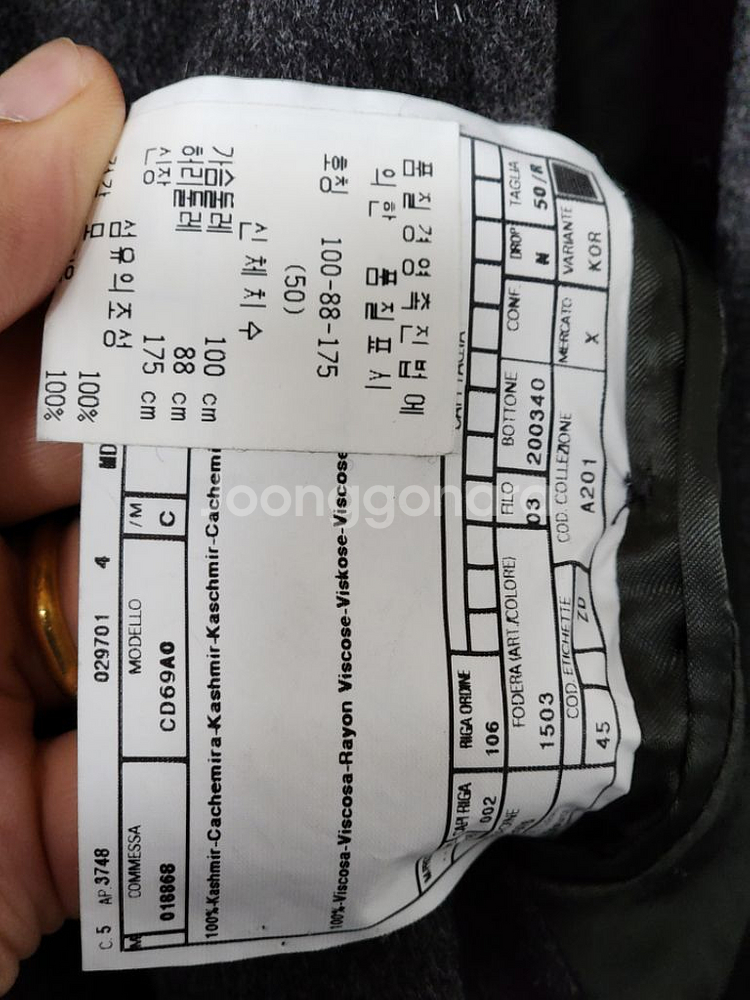 품질경영촉진법에
의한 품질표시
호칭 100-88-175
(50)
신체치수
가슴둘레 100 cm
허리둘레 88 cm
신장 175 cm
섬유의조성
100%
100%
C.5 AP.3748 029701 4
COMMESSA MODELLO /M
018868 CD69A0 C
100%-Kashmir-Cachemira-Kashmir-Kaschmir-Cachemi
100%-Viscosa-Viscosa-Rayon Viscose-Viskose-Viscose
CAPI RIGA RIGA ORDINE
002 106
FODERA (ART./COLORE) FILO BOTTONE CONF. DROP TAGLIA
1503 03 200340 N 50/R
COD. ETICHETTE COD. COLLEZIONE MERCATO VARIANTE
45 ZD A201 X KOR
joonggonara